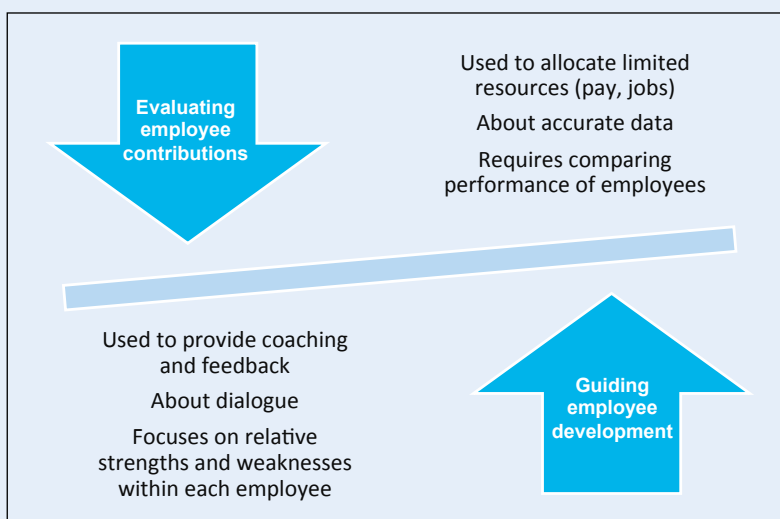 Evaluating
employee
contributions
Used to allocate limited
resources (pay, jobs)
About accurate data
Requires comparing
performance of employees
Used to provide coaching
and feedback
About dialogue
Focuses on relative
strengths and weaknesses
within each employee
Guiding
employee
development